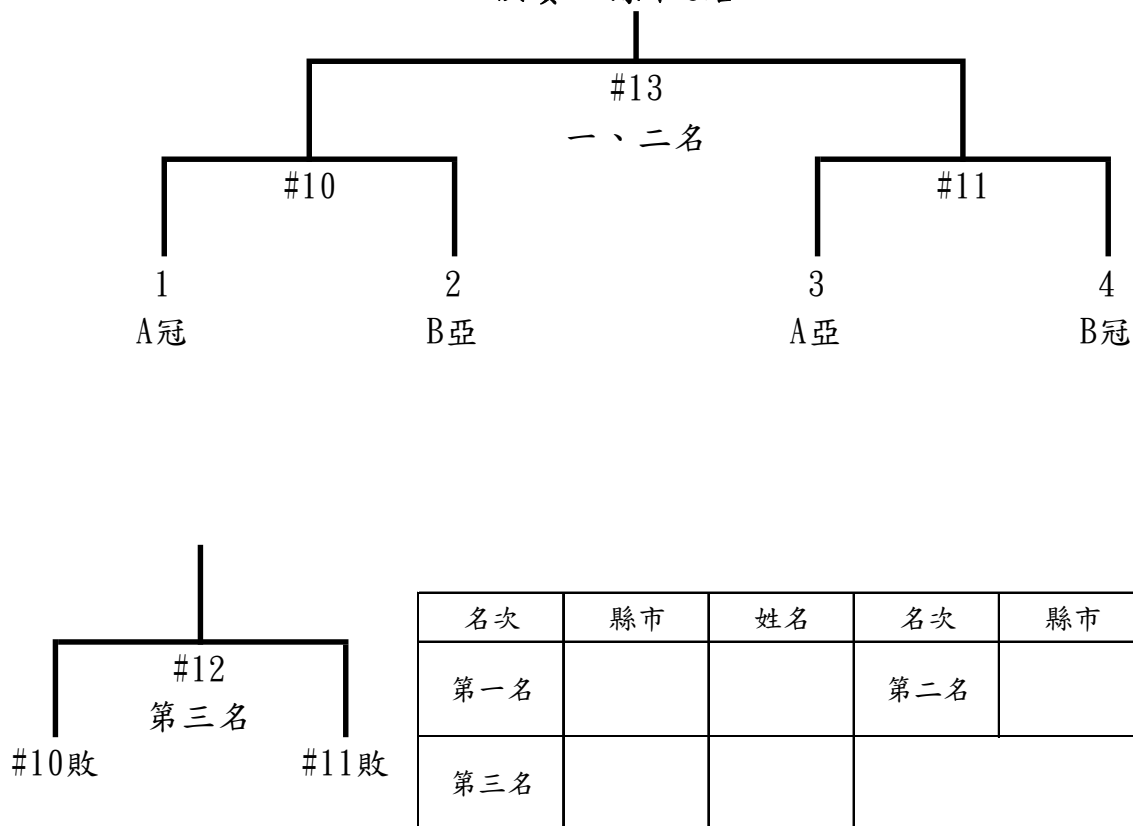 #13
一、二名
#10 #11
1 2 3 4
A冠 B亞 A亞 B冠
#12
第三名
#10敗 #11敗
名次 縣市 姓名 名次 縣市
第一名 第二名
第三名